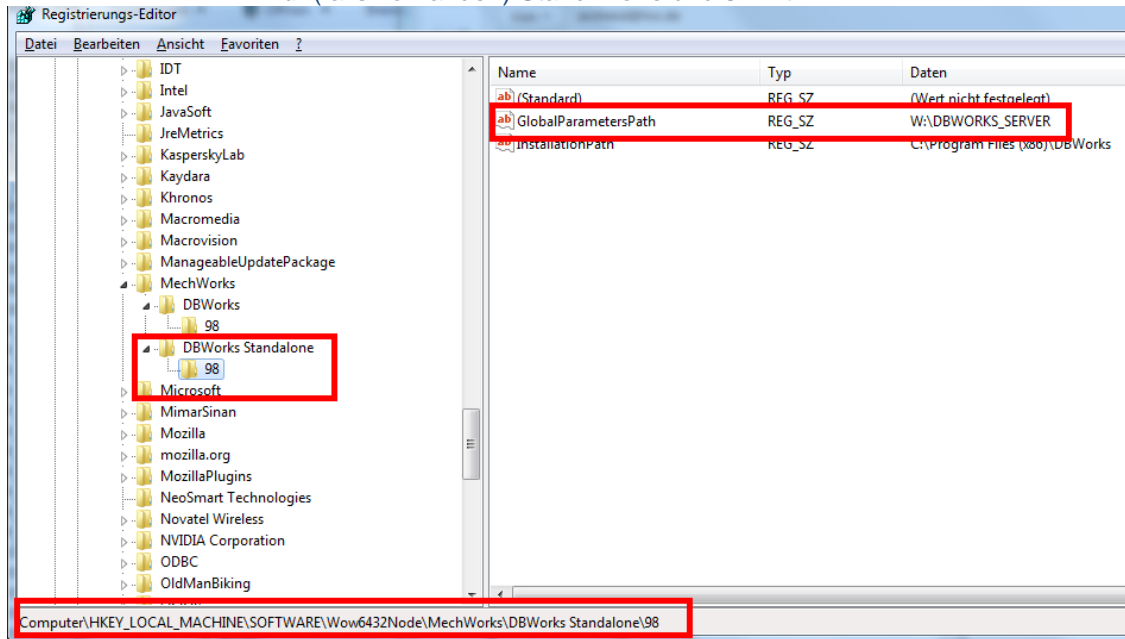 Registrierungs-Editor
Datei Bearbeiten Ansicht Favoriten ?
IDT
Intel
JavaSoft
JreMetrics
KasperskyLab
Kaydara
Khronos
Macromedia
Macrovision
ManageableUpdatePackage
MechWorks
DBWorks
98
DBWorks Standalone
98
Microsoft
MimarSinan
Mozilla
mozilla.org
MozillaPlugins
NeoSmart Technologies
Novatel Wireless
NVIDIA Corporation
ODBC
OldManBiking
Name Typ Daten
ab (Standard) REG_SZ (Wert nicht festgelegt)
ab GlobalParametersPath REG_SZ W:\DBWORKS_SERVER
ab InstallationPath REG_SZ C:\Program Files (x86)\DBWorks
Computer\HKEY_LOCAL_MACHINE\SOFTWARE\Wow6432Node\MechWorks\DBWorks Standalone\98